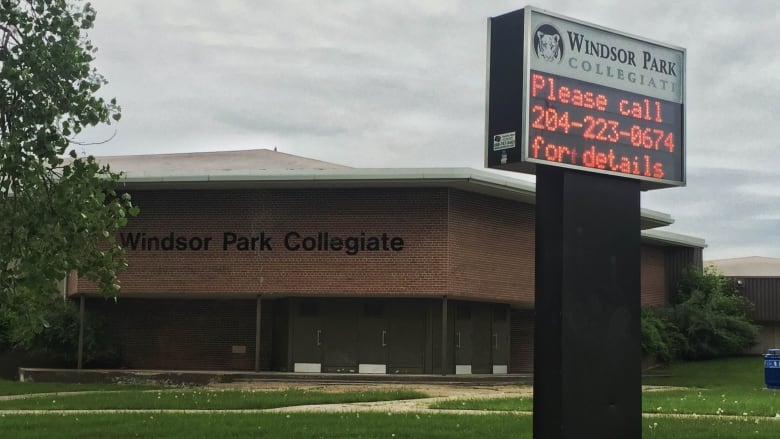 WINDSOR PARK
COLLEGIATE
Please call
204-223-0674
for details
Windsor Park Collegiate